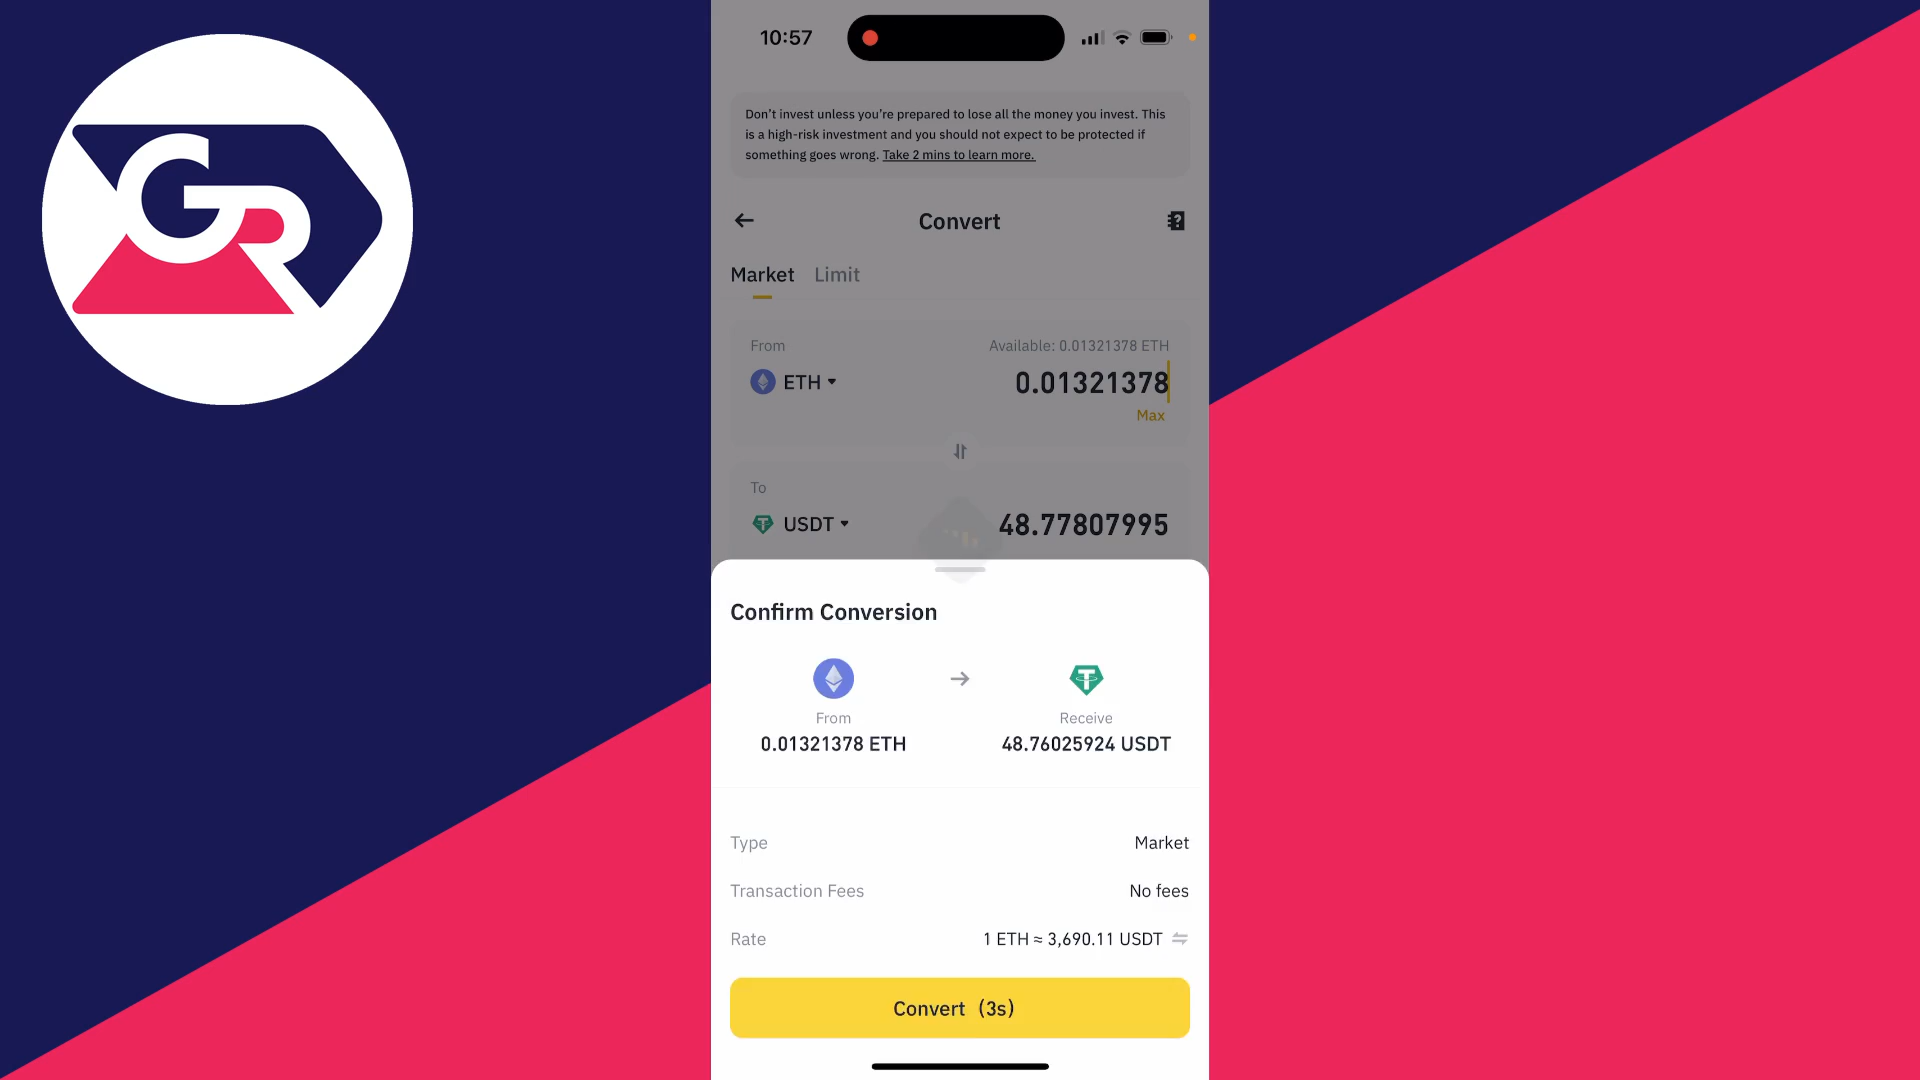 GR
10:57
Don't invest unless you're prepared to lose all the money you invest. This
is a high-risk investment and you should not expect to be protected if
something goes wrong. Take 2 mins to learn more.
Convert
Market Limit
From Available: 0.01321378 ETH
ETH 0.01321378
Max
To
USDT 48.77807995
Confirm Conversion
From Receive
0.01321378 ETH 48.76025924 USDT
Type Market
Transaction Fees No fees
Rate 1 ETH ≈ 3,690.11 USDT
Convert (3s)